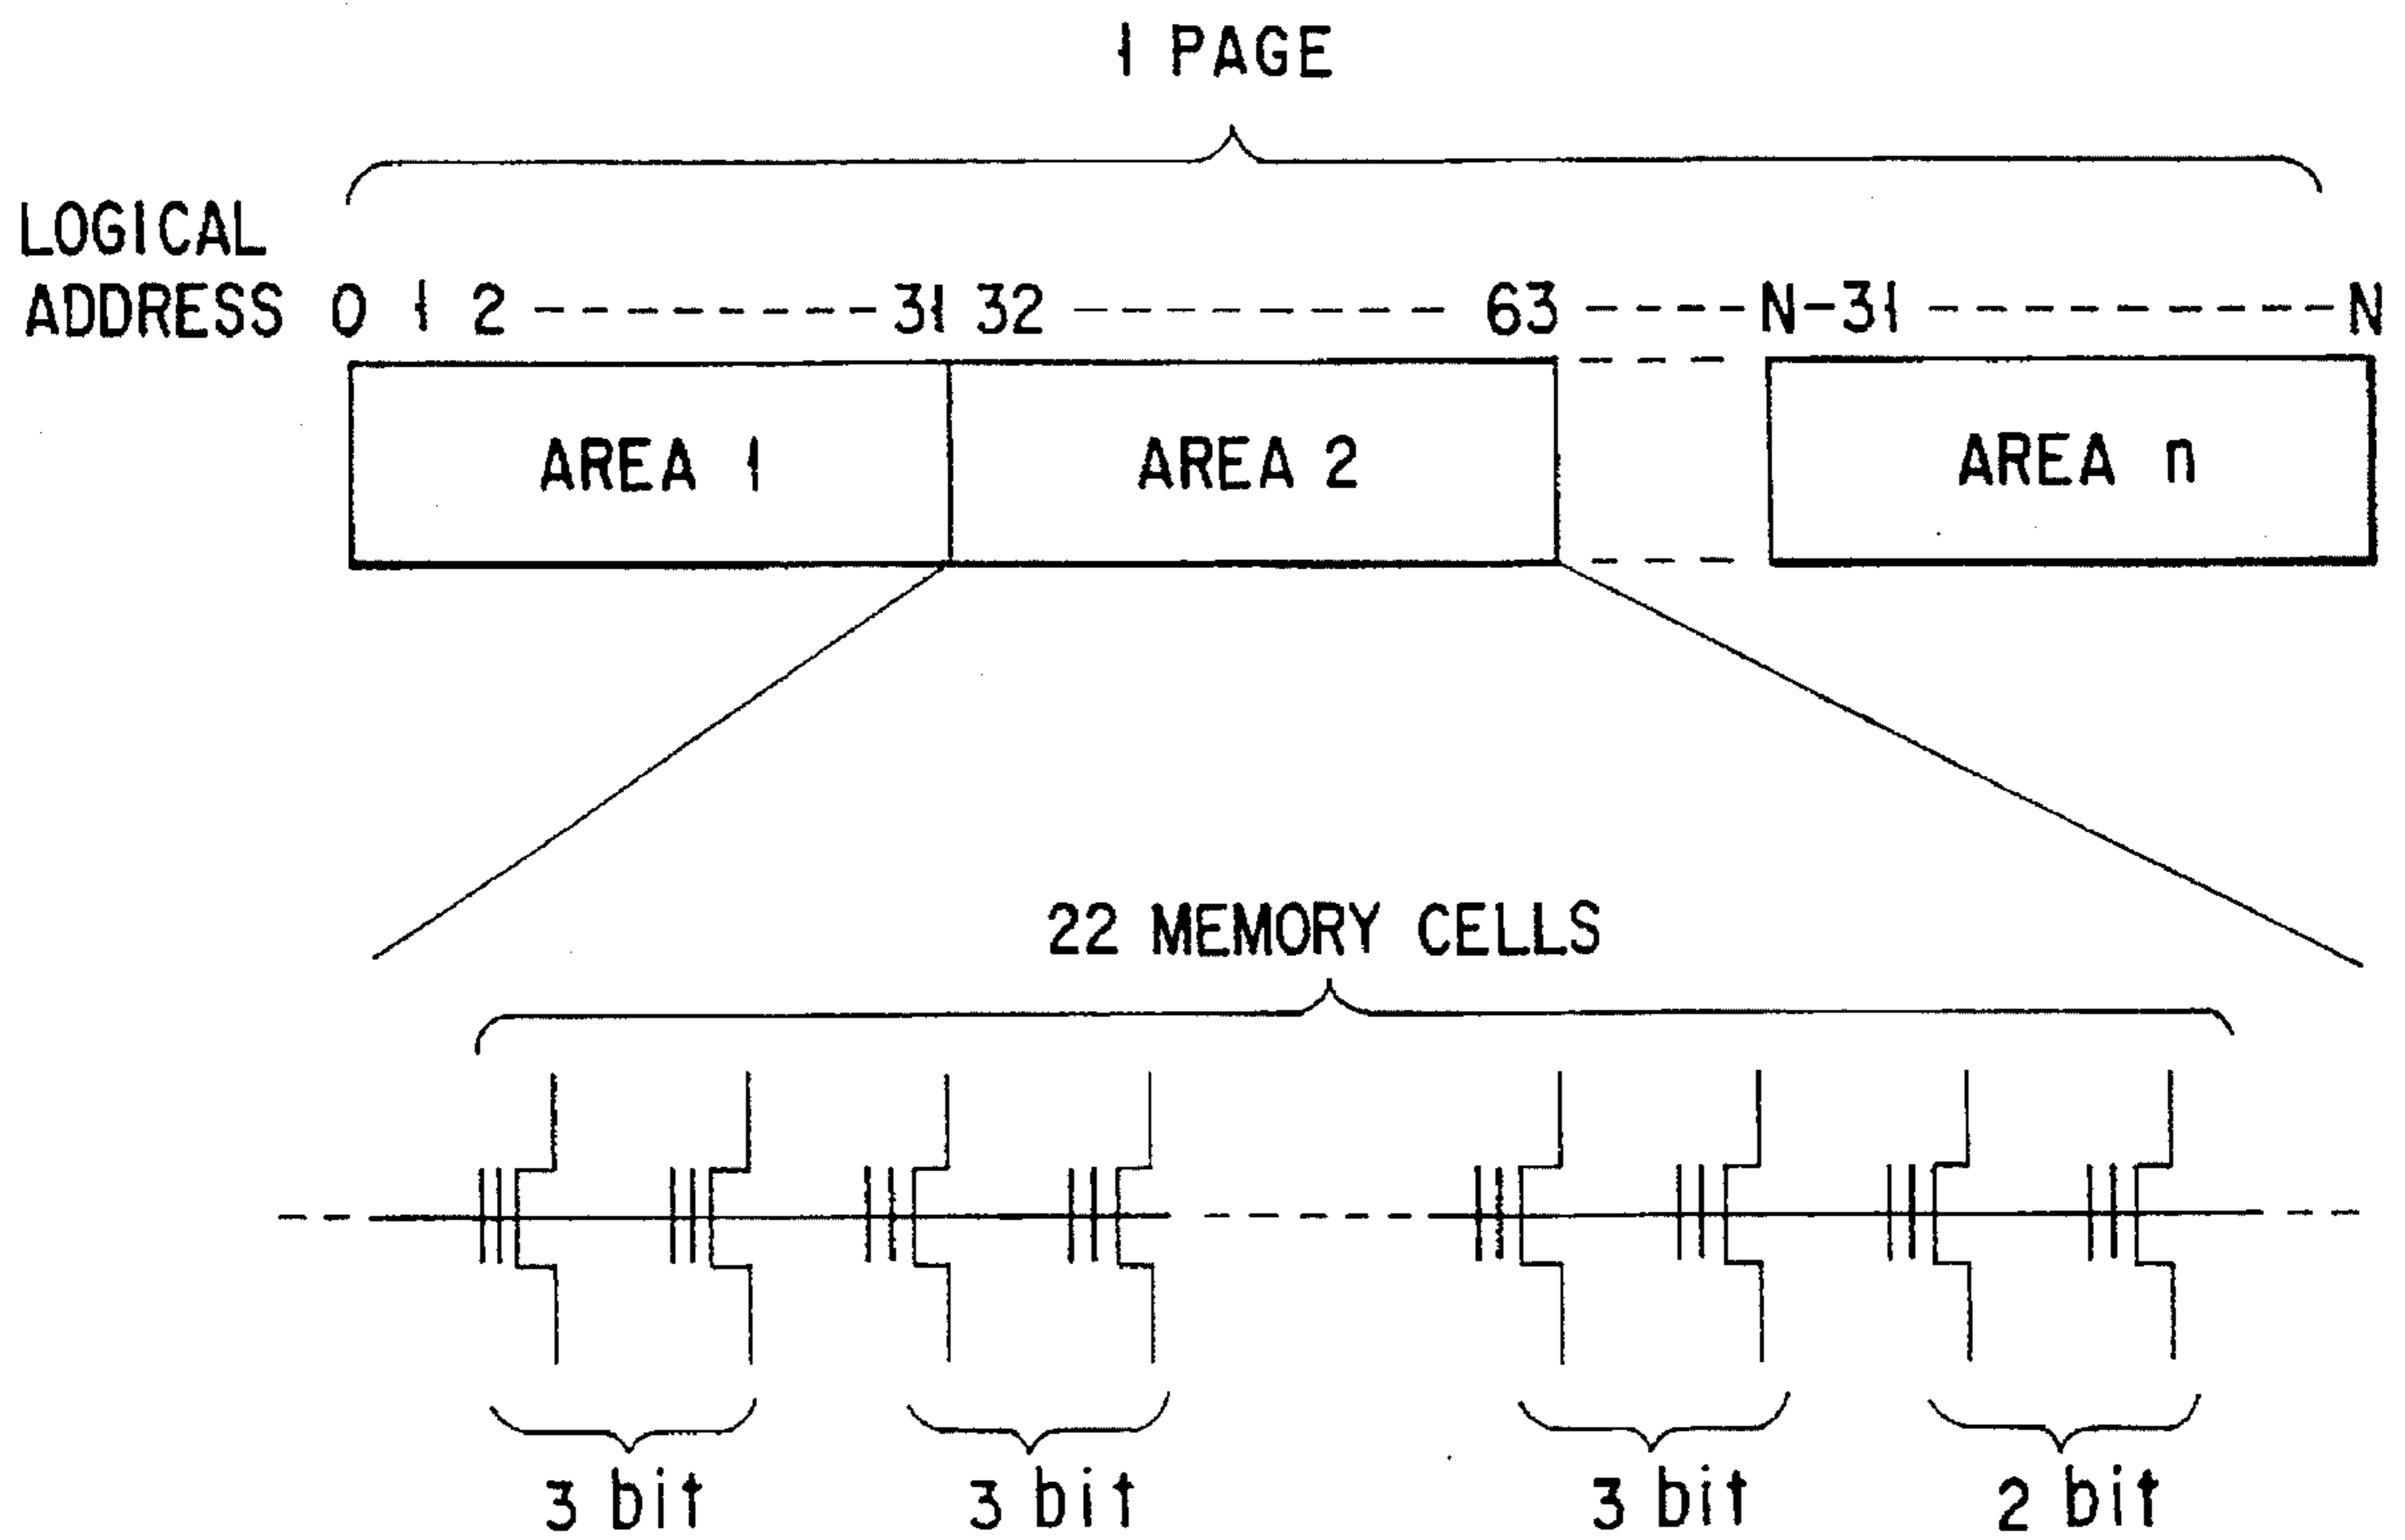 1 PAGE
LOGICAL
ADDRESS 0 1 2 ---------- 31 32 --------- 63 ----N-31 ---------N
AREA 1 AREA 2 AREA n
22 MEMORY CELLS
3 bit 3 bit 3 bit 2 bit